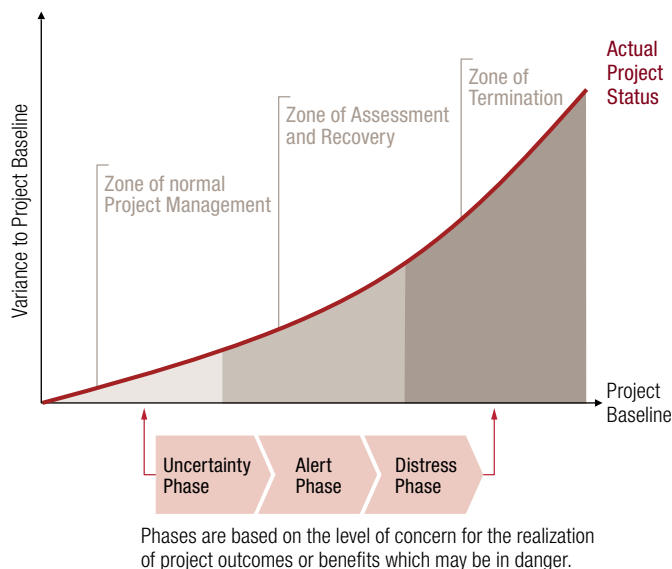 Actual
Project
Status
Zone of
Termination
Zone of Assessment
and Recovery
Zone of normal
Project Management
Variance to Project Baseline
Project
Baseline
Uncertainty
Phase
Alert
Phase
Distress
Phase
Phases are based on the level of concern for the realization
of project outcomes or benefits which may be in danger.